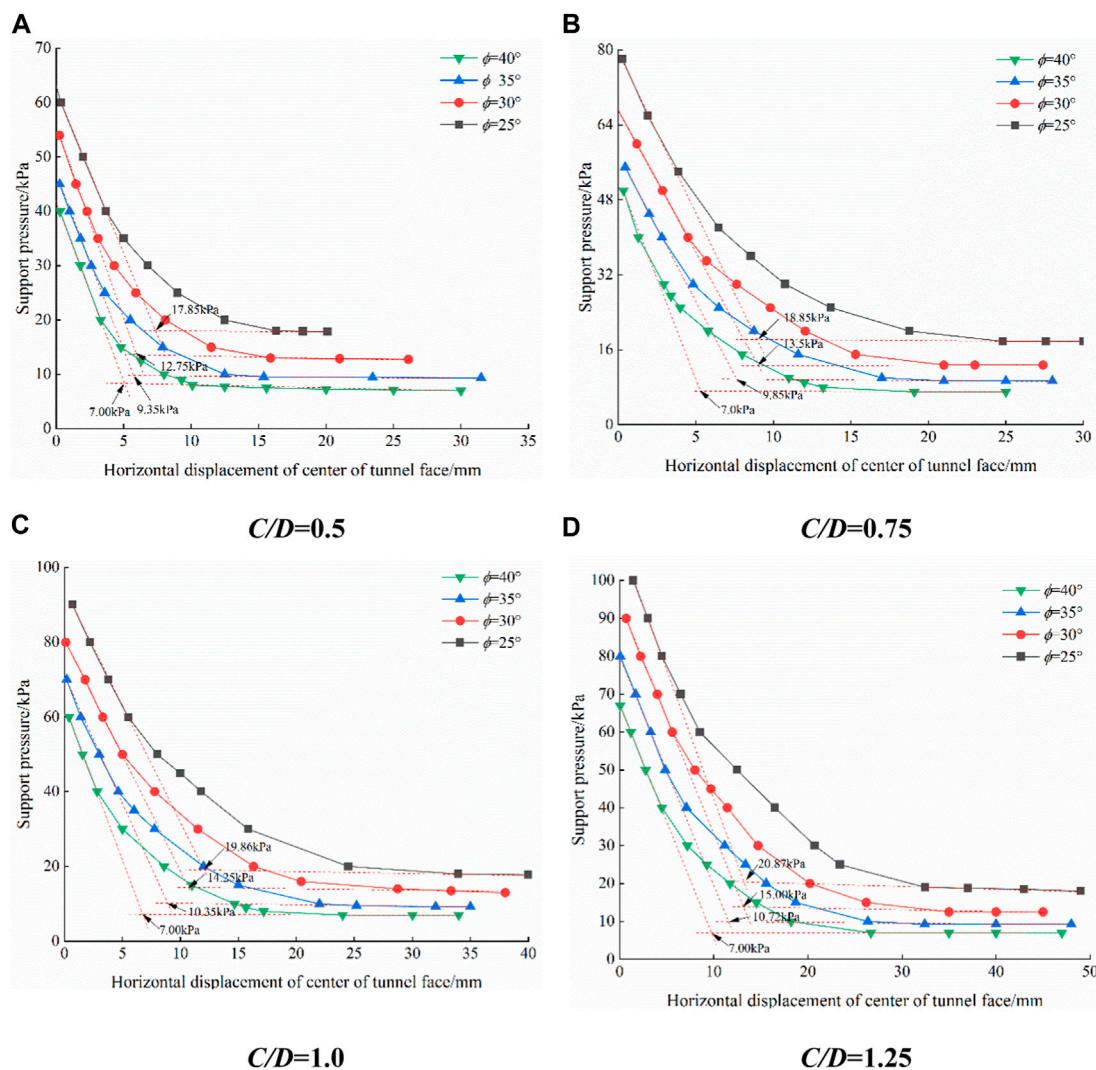 A
70
60
50
40
30
20
10
0
Support pressure/kPa
ϕ=40°
ϕ 35°
ϕ=30°
ϕ=25°
17.85kPa
12.75kPa
9.35kPa
7.00kPa
0 5 10 15 20 25 30 35
Horizontal displacement of center of tunnel face/mm
C/D=0.5
B
80
64
48
32
16
0
Support pressure/kPa
ϕ=40°
ϕ=35°
ϕ=30°
ϕ=25°
18.85kPa
13.5kPa
9.85kPa
7.0kPa
0 5 10 15 20 25 30
Horizontal displacement of center of tunnel face/mm
C/D=0.75
C
100
80
60
40
20
0
Support pressure/kPa
ϕ=40°
ϕ=35°
ϕ=30°
ϕ=25°
19.86kPa
14.25kPa
10.35kPa
7.00kPa
0 5 10 15 20 25 30 35 40
Horizontal displacement of center of tunnel face/mm
C/D=1.0
D
100
90
80
70
60
50
40
30
20
10
0
Support pressure/kPa
ϕ=40°
ϕ=35°
ϕ=30°
ϕ=25°
20.87kPa
15.00kPa
10.72kPa
7.00kPa
0 10 20 30 40 50
Horizontal displacement of center of tunnel face/mm
C/D=1.25